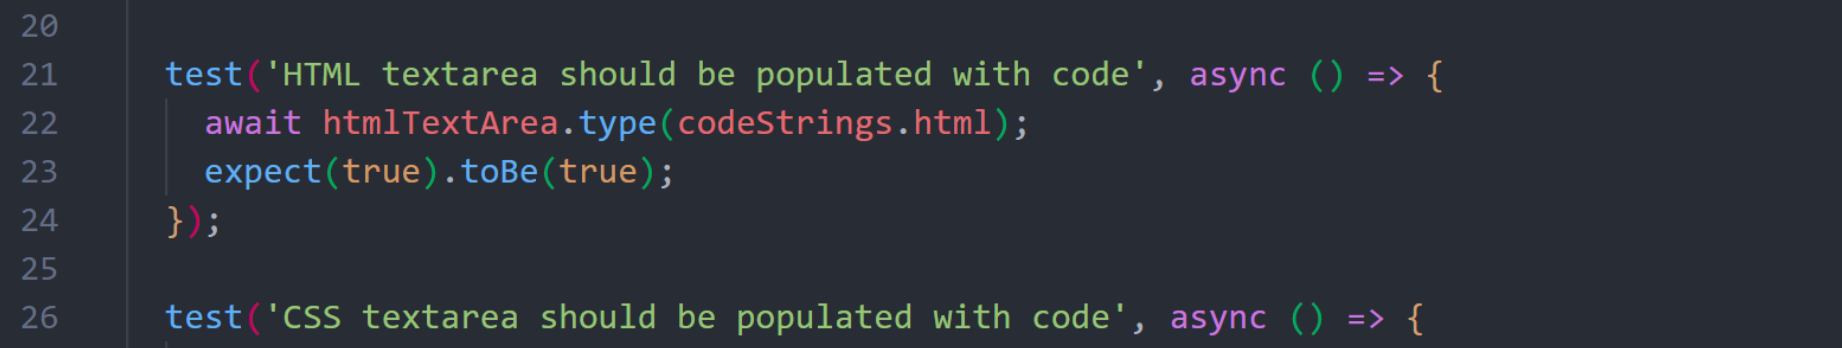 20
21 test('HTML textarea should be populated with code', async () => {
22 await htmlTextArea.type(codeStrings.html);
23 expect(true).toBe(true);
24 });
25
26 test('CSS textarea should be populated with code', async () => {